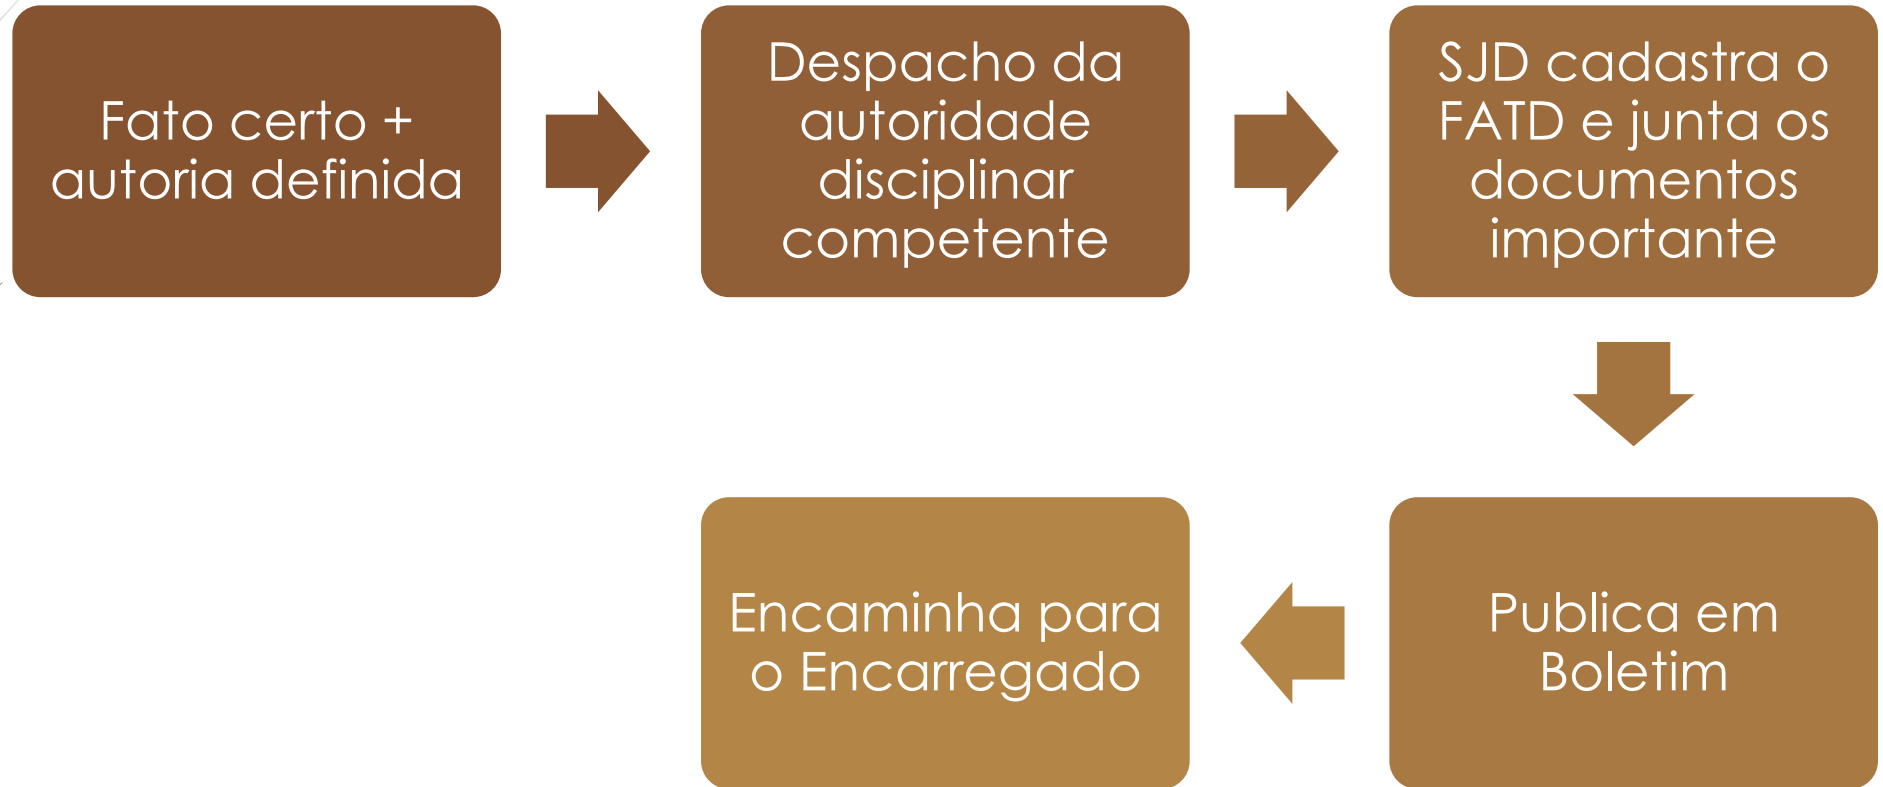 Fato certo +
autoria definida
Despacho da
autoridade
disciplinar
competente
SJD cadastra o
FATD e junta os
documentos
importante
Publica em
Boletim
Encaminha para
o Encarregado